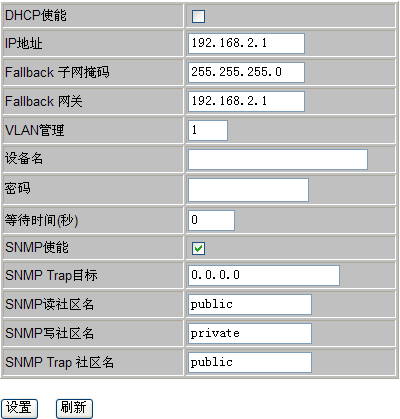 DHCP使能
IP地址 192.168.2.1
Fallback 子网掩码 255.255.255.0
Fallback 网关 192.168.2.1
VLAN管理 1
设备名
密码
等待时间(秒) 0
SNMP使能
SNMP Trap目标 0.0.0.0
SNMP读社区名 public
SNMP写社区名 private
SNMP Trap 社区名 public
设置 刷新